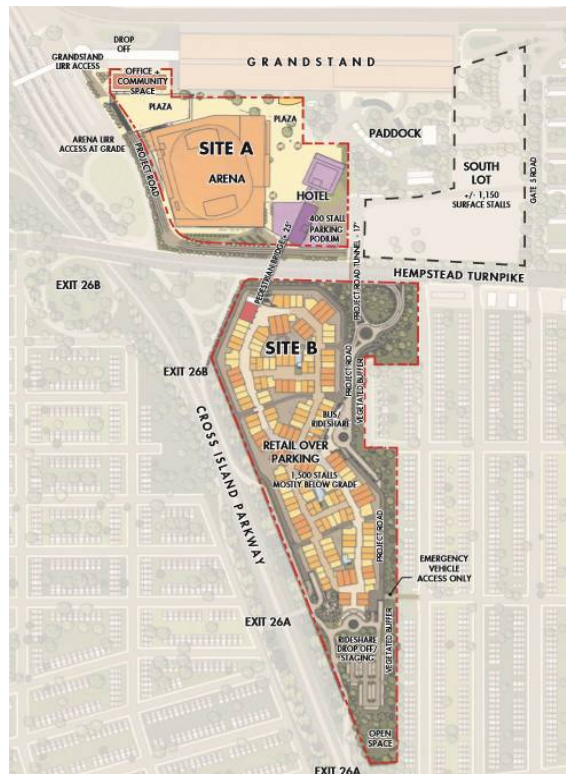 DROP
OFF
GRANDSTAND
LIRR ACCESS
OFFICE +
COMMUNITY
SPACE
GRANDSTAND
PLAZA
PLAZA
ARENA LIRR
ACCESS AT GRADE
PROJECT ROAD
SITE A
ARENA
PADDOCK
HOTEL
SOUTH
LOT
+/- 1,150
SURFACE STALLS
GATE 5 ROAD
400 STALL
PARKING
PODIUM
PEDESTRIAN BRIDGE + 25'
PROJECT ROAD TUNNEL - 17'
HEMPSTEAD TURNPIKE
EXIT 26B
SITE B
EXIT 26B
PROJECT ROAD
VEGETATED BUFFER
CROSS ISLAND PARKWAY
BUS/
RIDESHARE
RETAIL OVER
PARKING
1,500 STALLS
MOSTLY BELOW GRADE
PROJECT ROAD
EMERGENCY
VEHICLE
ACCESS ONLY
EXIT 26A
RIDESHARE
DROP OFF/
STAGING
VEGETATED BUFFER
OPEN
SPACE
EXIT 26A